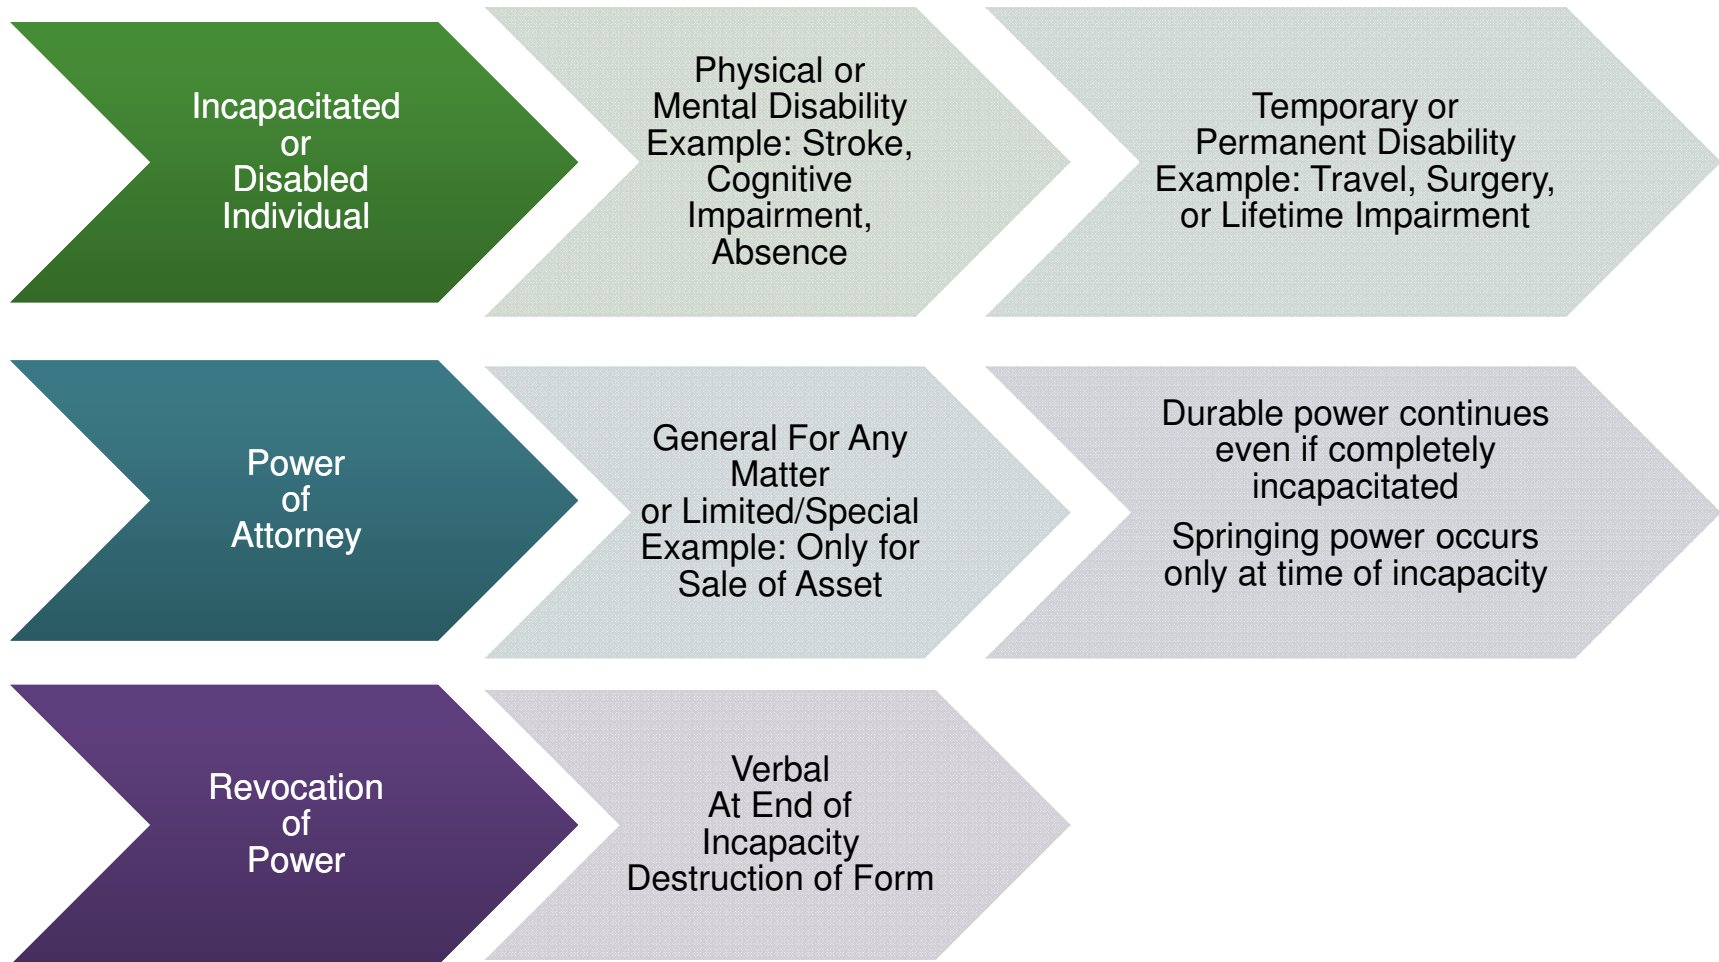 Incapacitated
or
Disabled
Individual
Physical or
Mental Disability
Example: Stroke,
Cognitive
Impairment,
Absence
Temporary or
Permanent Disability
Example: Travel, Surgery,
or Lifetime Impairment
Power
of
Attorney
General For Any
Matter
or Limited/Special
Example: Only for
Sale of Asset
Durable power continues
even if completely
incapacitated
Springing power occurs
only at time of incapacity
Revocation
of
Power
Verbal
At End of
Incapacity
Destruction of Form